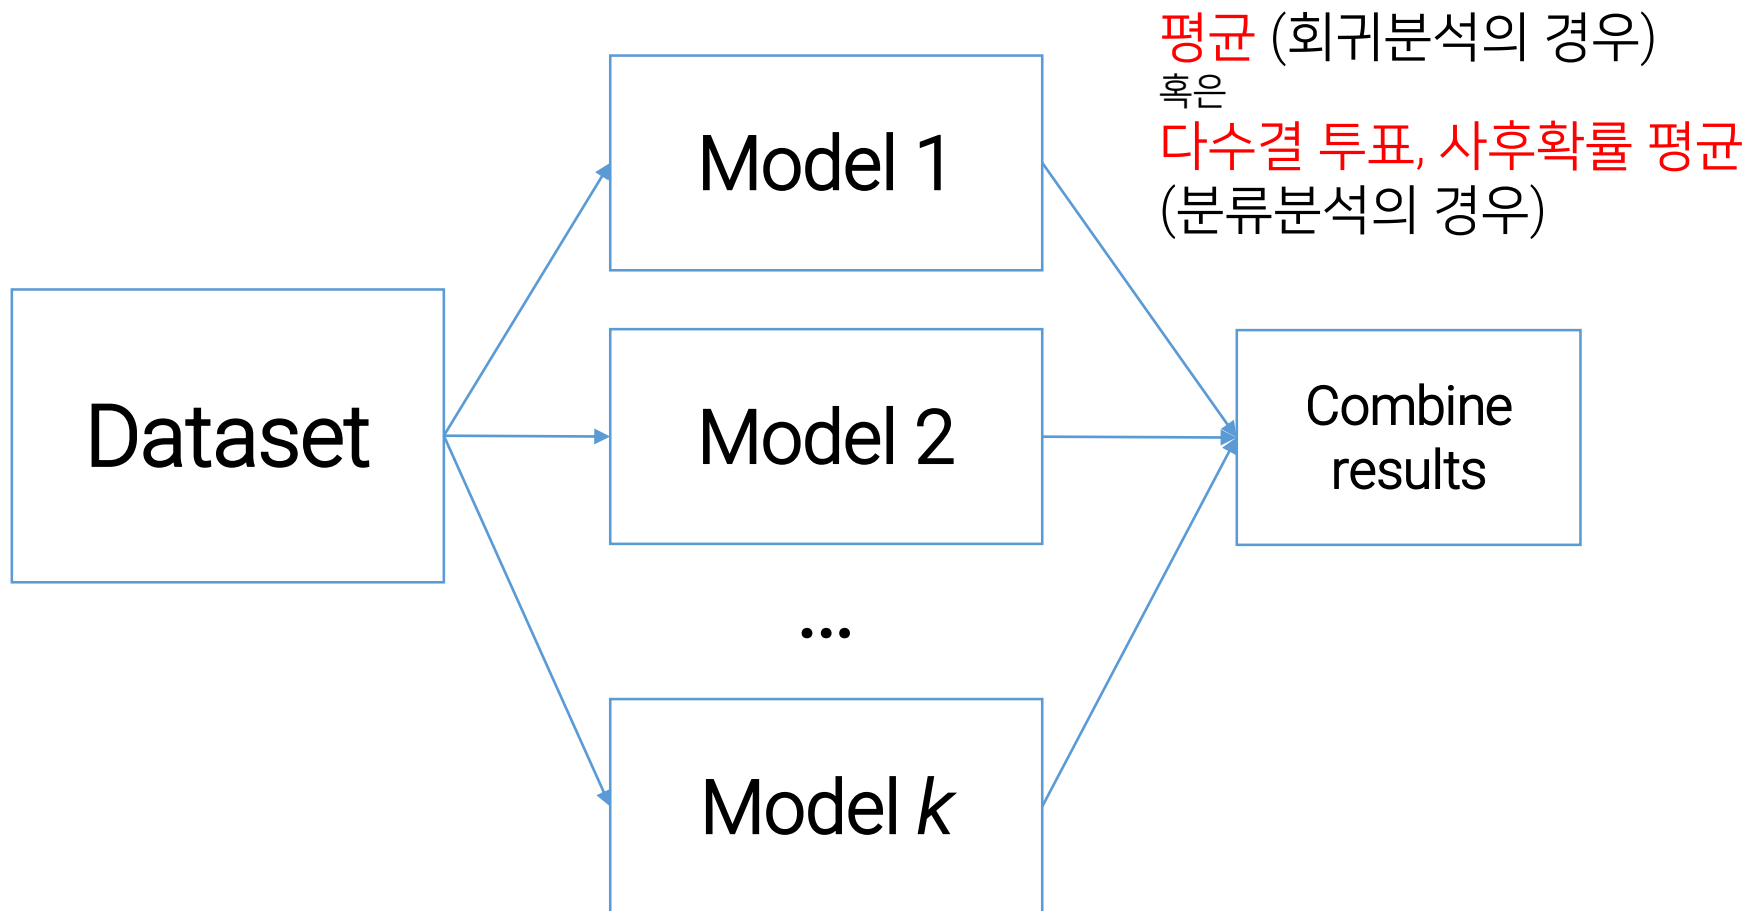 평균 (회귀분석의 경우)
혹은
다수결 투표, 사후확률 평균
(분류분석의 경우)
Dataset
Model 1
Model 2
...
Model k
Combine
results